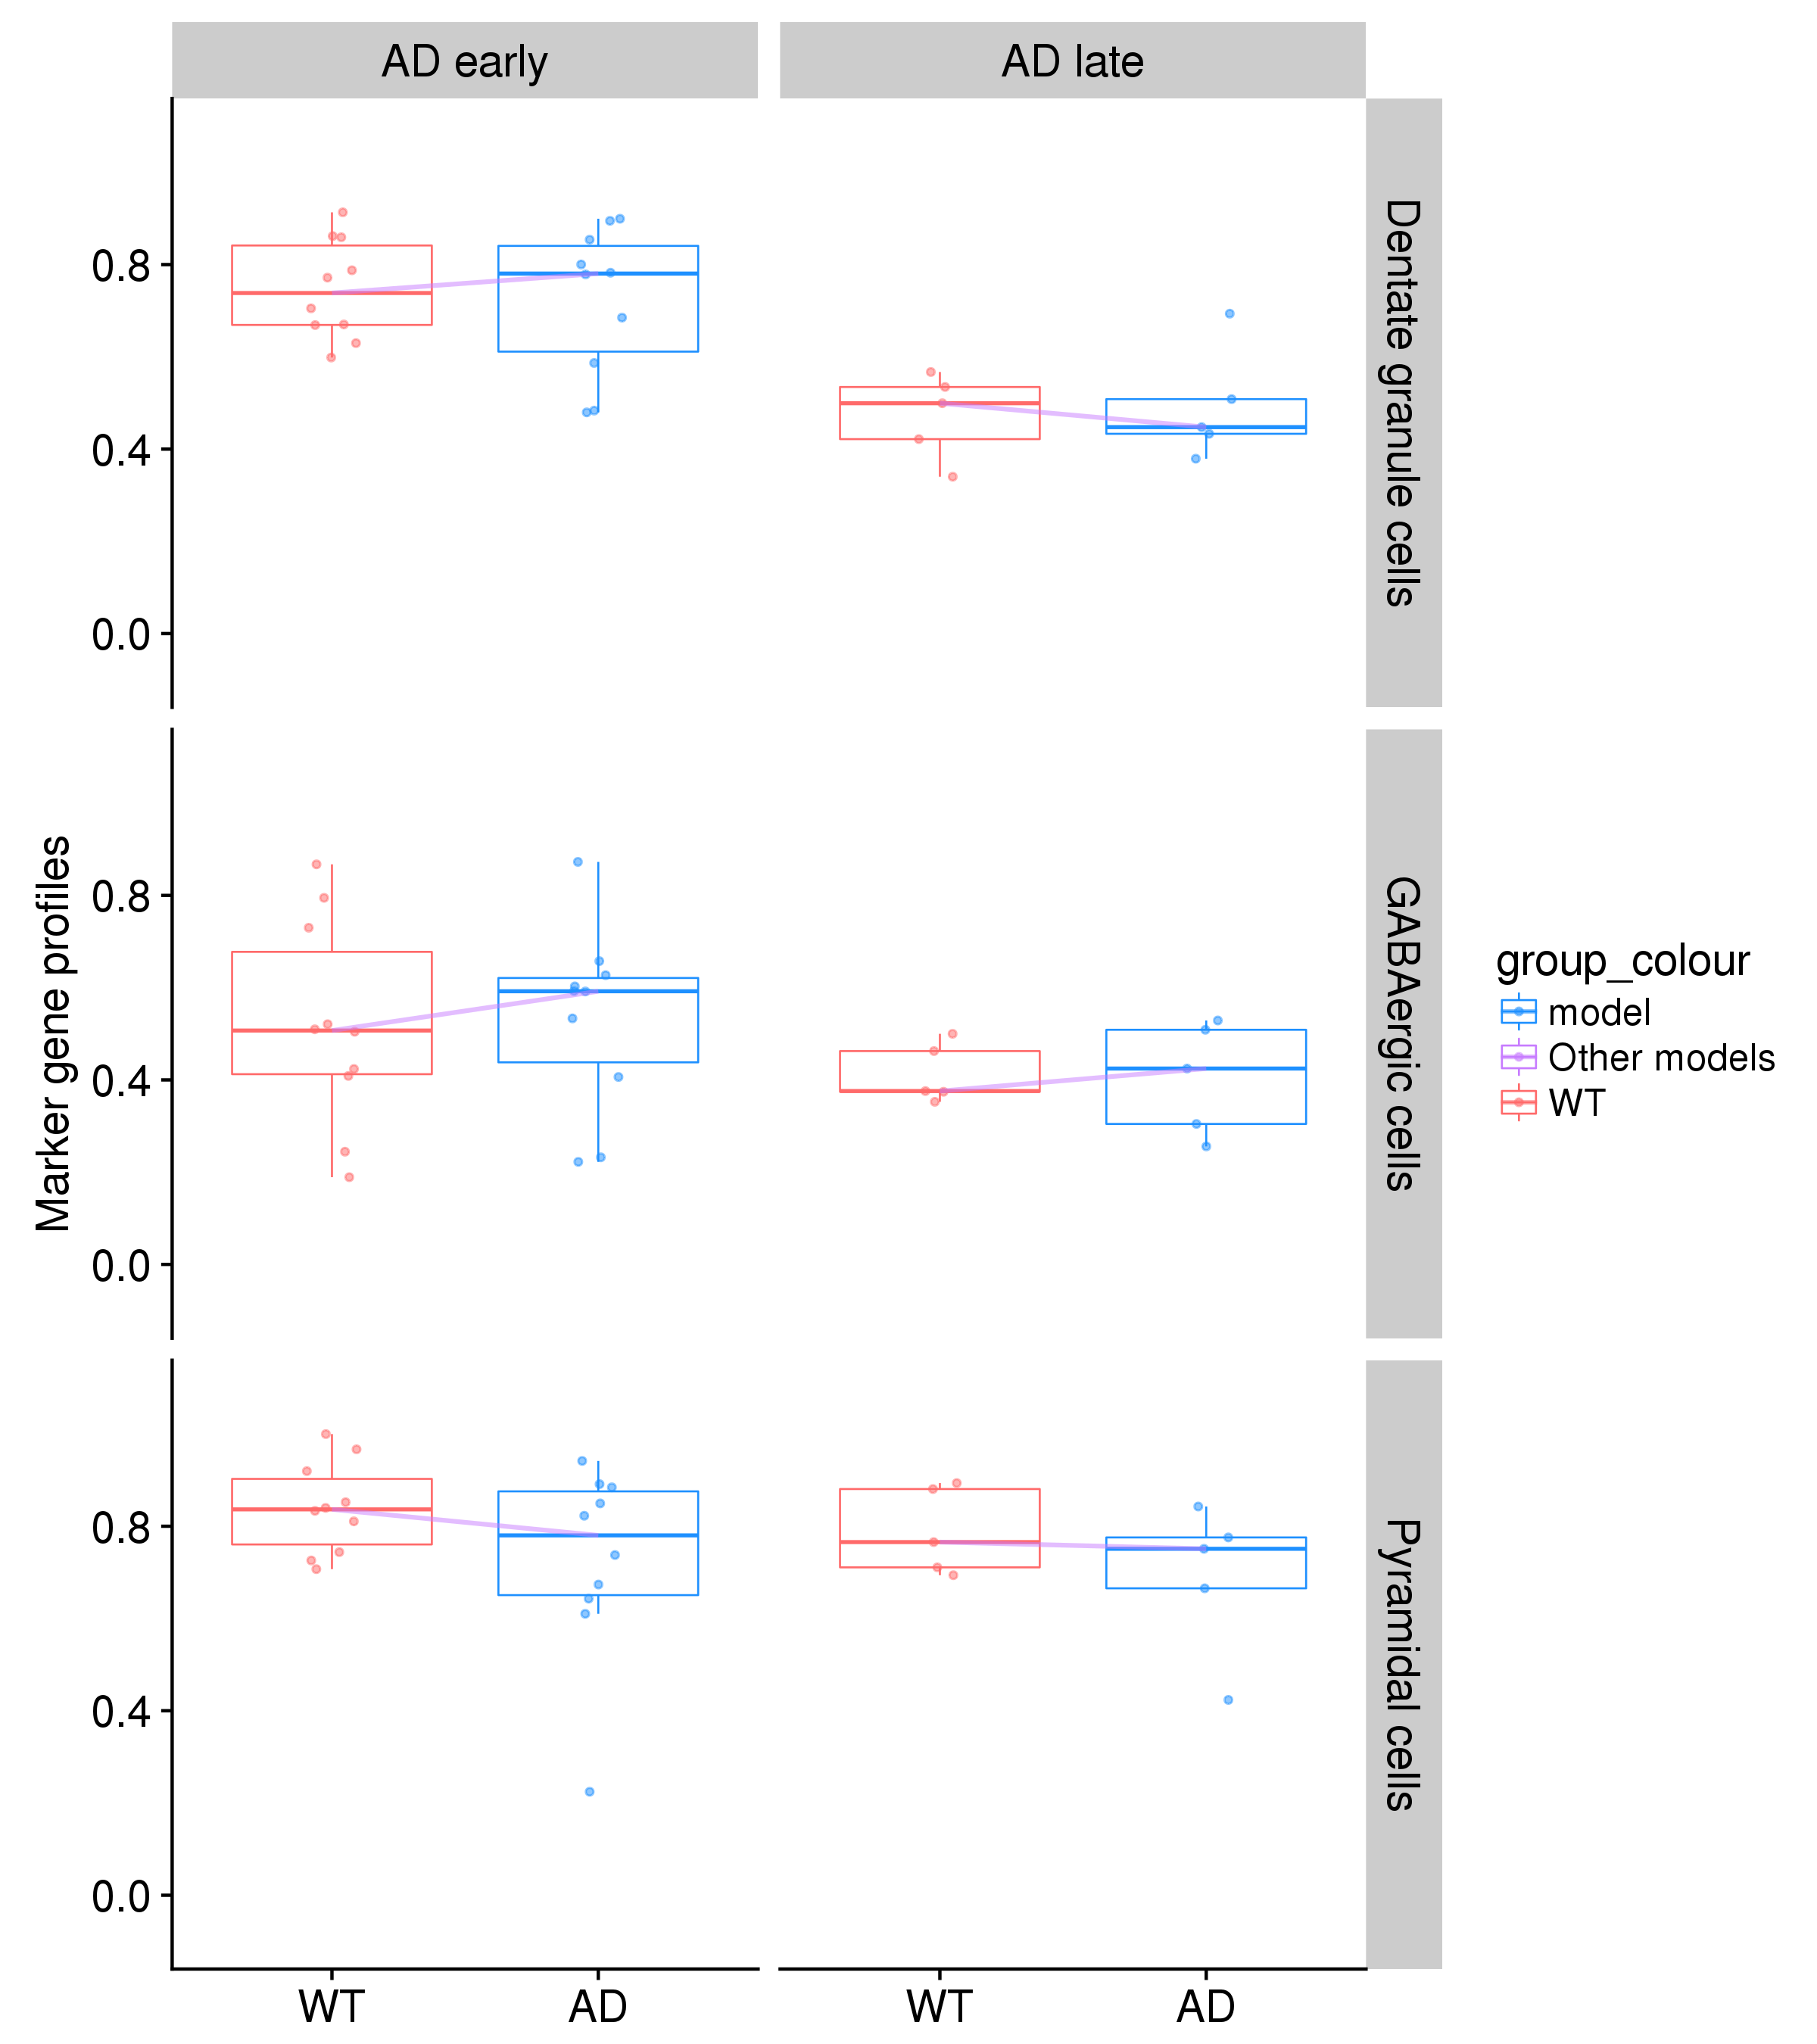 AD early
AD late
Dentate granule cells
0.8
0.4
0.0
GABAergic cells
0.8
0.4
0.0
Marker gene profiles
Pyramidal cells
0.8
0.4
0.0
WT
AD
WT
AD
group_colour
model
Other models
WT